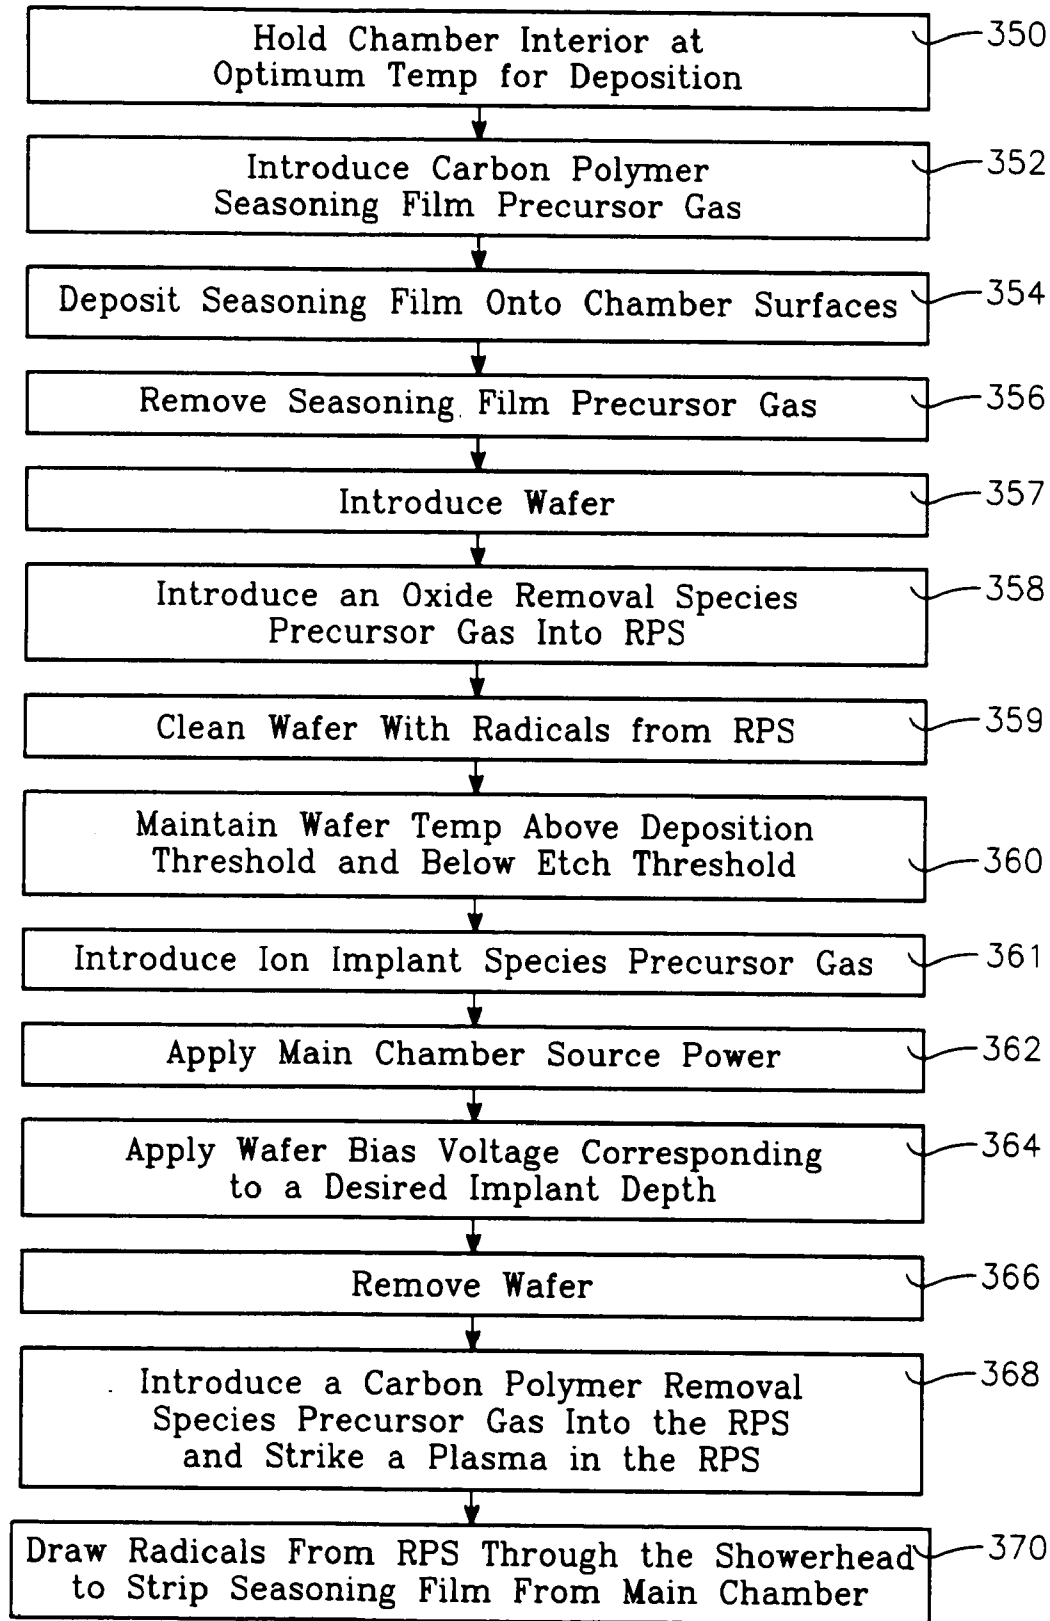 Hold Chamber Interior at
Optimum Temp for Deposition
350
Introduce Carbon Polymer
Seasoning Film Precursor Gas
352
Deposit Seasoning Film Onto Chamber Surfaces
354
Remove Seasoning Film Precursor Gas
356
Introduce Wafer
357
Introduce an Oxide Removal Species
Precursor Gas Into RPS
358
Clean Wafer With Radicals from RPS
359
Maintain Wafer Temp Above Deposition
Threshold and Below Etch Threshold
360
Introduce Ion Implant Species Precursor Gas
361
Apply Main Chamber Source Power
362
Apply Wafer Bias Voltage Corresponding
to a Desired Implant Depth
364
Remove Wafer
366
Introduce a Carbon Polymer Removal
Species Precursor Gas Into the RPS
and Strike a Plasma in the RPS
368
Draw Radicals From RPS Through the Showerhead
to Strip Seasoning Film From Main Chamber
370